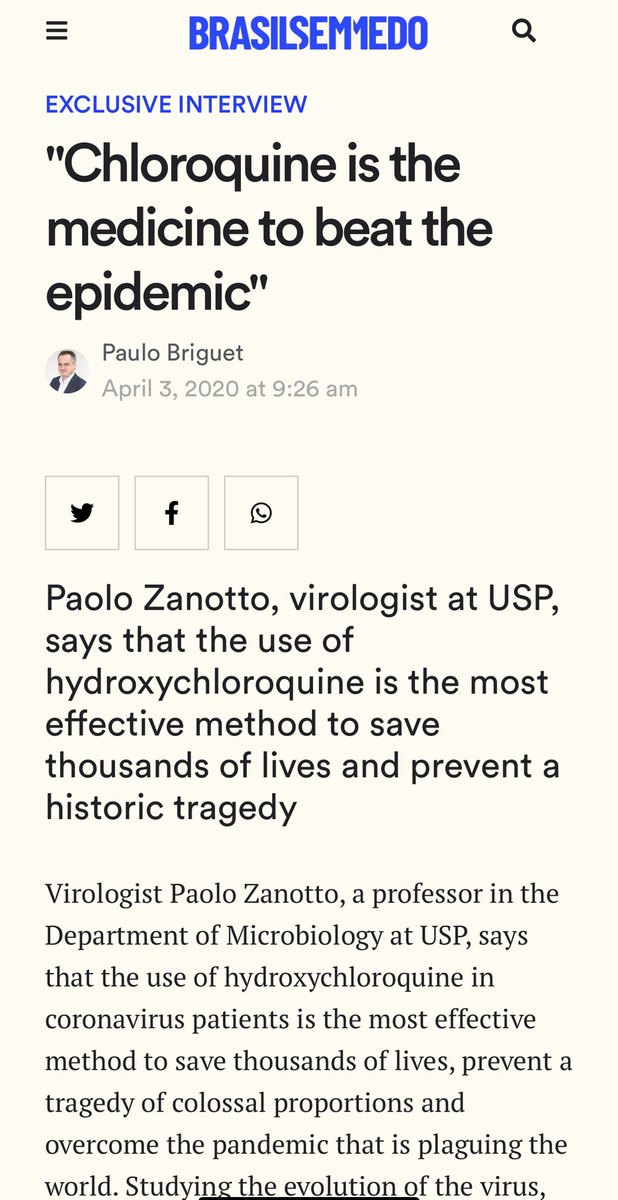 BRASILSEMMEDO
EXCLUSIVE INTERVIEW
"Chloroquine is the
medicine to beat the
epidemic"
Paulo Briguet
April 3, 2020 at 9:26 am
Paolo Zanotto, virologist at USP,
says that the use of
hydroxychloroquine is the most
effective method to save
thousands of lives and prevent a
historic tragedy
Virologist Paolo Zanotto, a professor in the
Department of Microbiology at USP, says
that the use of hydroxychloroquine in
coronavirus patients is the most effective
method to save thousands of lives, prevent a
tragedy of colossal proportions and
overcome the pandemic that is plaguing the
world. Studying the evolution of the virus,